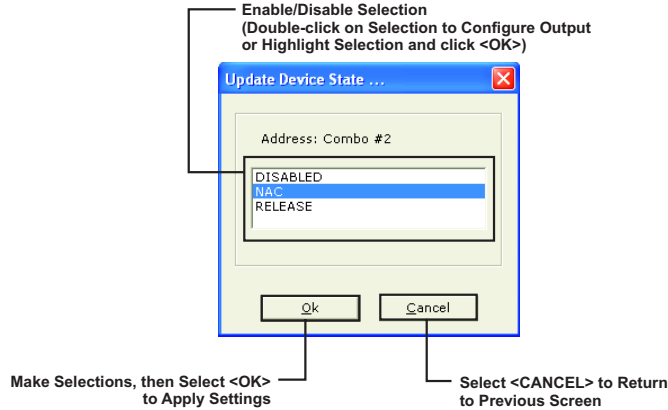 Enable/Disable Selection
(Double-click on Selection to Configure Output
or Highlight Selection and click <OK>)
Update Device State ...
Address: Combo #2
DISABLED
NAC
RELEASE
Ok
Cancel
Make Selections, then Select <OK>
to Apply Settings
Select <CANCEL> to Return
to Previous Screen